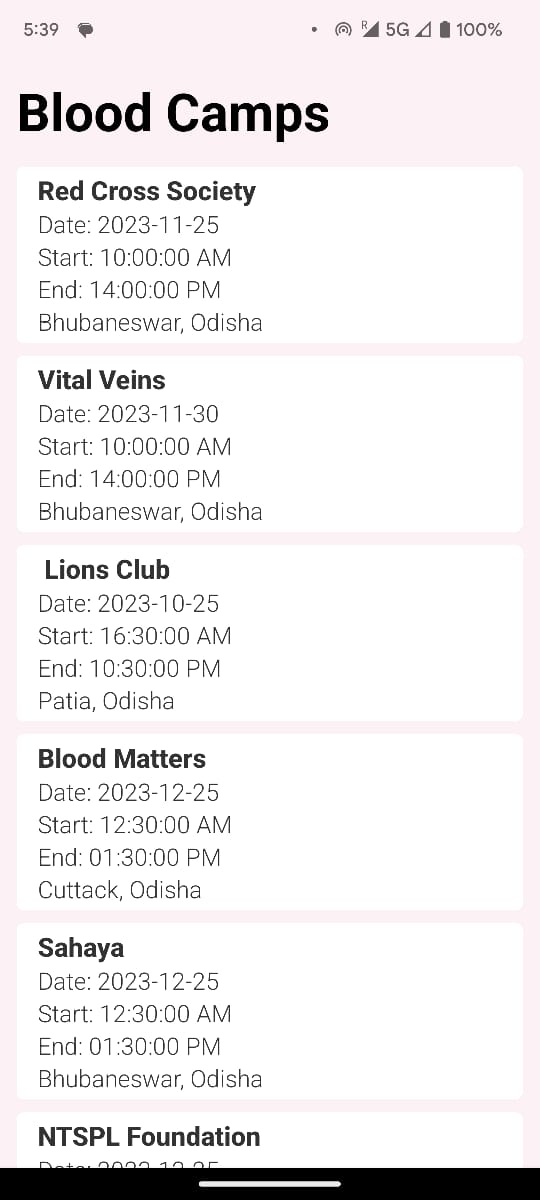 5:39
R 5G 100%
Blood Camps
Red Cross Society
Date: 2023-11-25
Start: 10:00:00 AM
End: 14:00:00 PM
Bhubaneswar, Odisha
Vital Veins
Date: 2023-11-30
Start: 10:00:00 AM
End: 14:00:00 PM
Bhubaneswar, Odisha
Lions Club
Date: 2023-10-25
Start: 16:30:00 AM
End: 10:30:00 PM
Patia, Odisha
Blood Matters
Date: 2023-12-25
Start: 12:30:00 AM
End: 01:30:00 PM
Cuttack, Odisha
Sahaya
Date: 2023-12-25
Start: 12:30:00 AM
End: 01:30:00 PM
Bhubaneswar, Odisha
NTSPL Foundation